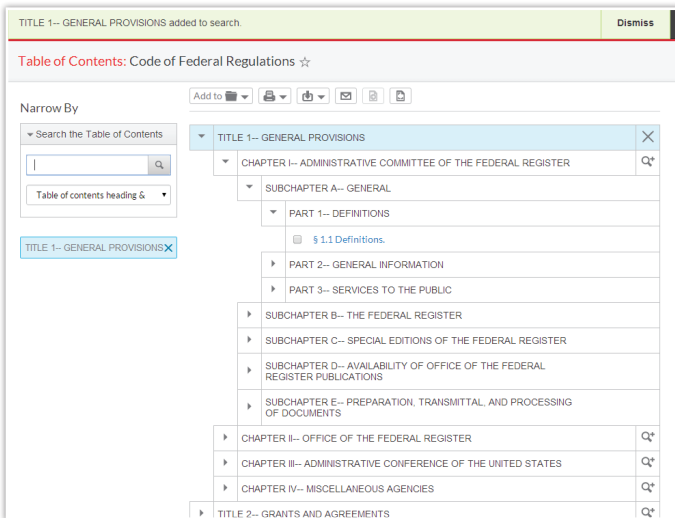 TITLE 1-- GENERAL PROVISIONS added to search.
Dismiss
Table of Contents: Code of Federal Regulations ☆
Narrow By
Add to
Search the Table of Contents
Table of contents heading &
TITLE 1-- GENERAL PROVISIONS X
TITLE 1-- GENERAL PROVISIONS
CHAPTER I-- ADMINISTRATIVE COMMITTEE OF THE FEDERAL REGISTER
SUBCHAPTER A-- GENERAL
PART 1-- DEFINITIONS
§ 1.1 Definitions.
PART 2-- GENERAL INFORMATION
PART 3-- SERVICES TO THE PUBLIC
SUBCHAPTER B-- THE FEDERAL REGISTER
SUBCHAPTER C-- SPECIAL EDITIONS OF THE FEDERAL REGISTER
SUBCHAPTER D-- AVAILABILITY OF OFFICE OF THE FEDERAL
REGISTER PUBLICATIONS
SUBCHAPTER E-- PREPARATION, TRANSMITTAL, AND PROCESSING
OF DOCUMENTS
CHAPTER II-- OFFICE OF THE FEDERAL REGISTER
CHAPTER III-- ADMINISTRATIVE CONFERENCE OF THE UNITED STATES
CHAPTER IV-- MISCELLANEOUS AGENCIES
TITLE 2-- GRANTS AND AGREEMENTS